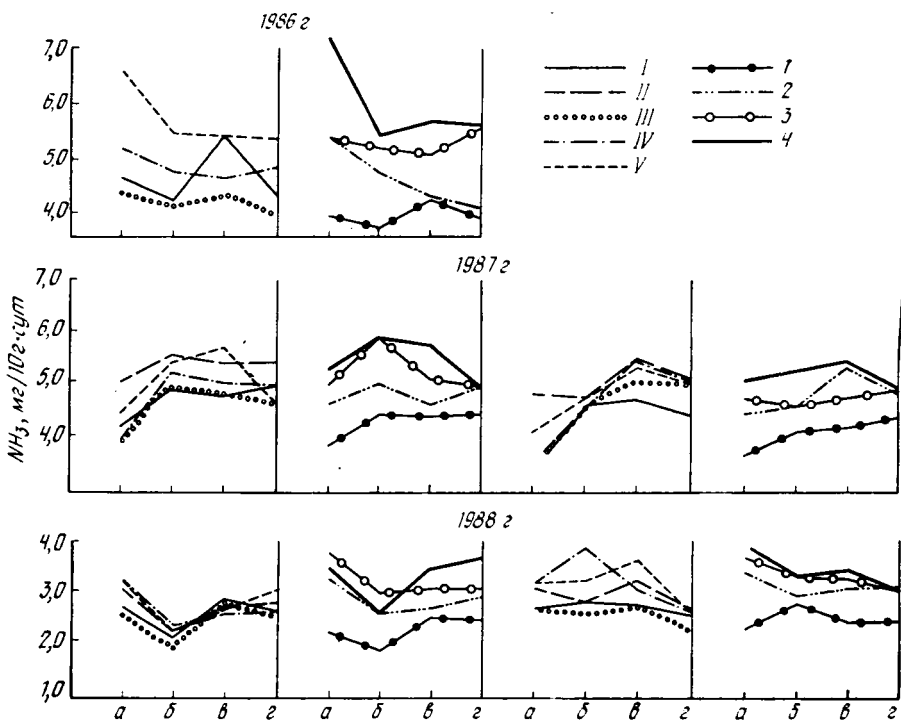 1986 г
7,0
6,0
5,0
4,0
I
II
III
IV
V
1
2
3
4
1987 г
7,0
6,0
5,0
4,0
NH₃, мг/10г·сут
1988 г
4,0
3,0
2,0
1,0
а б в г а б в г а б в г а б в г